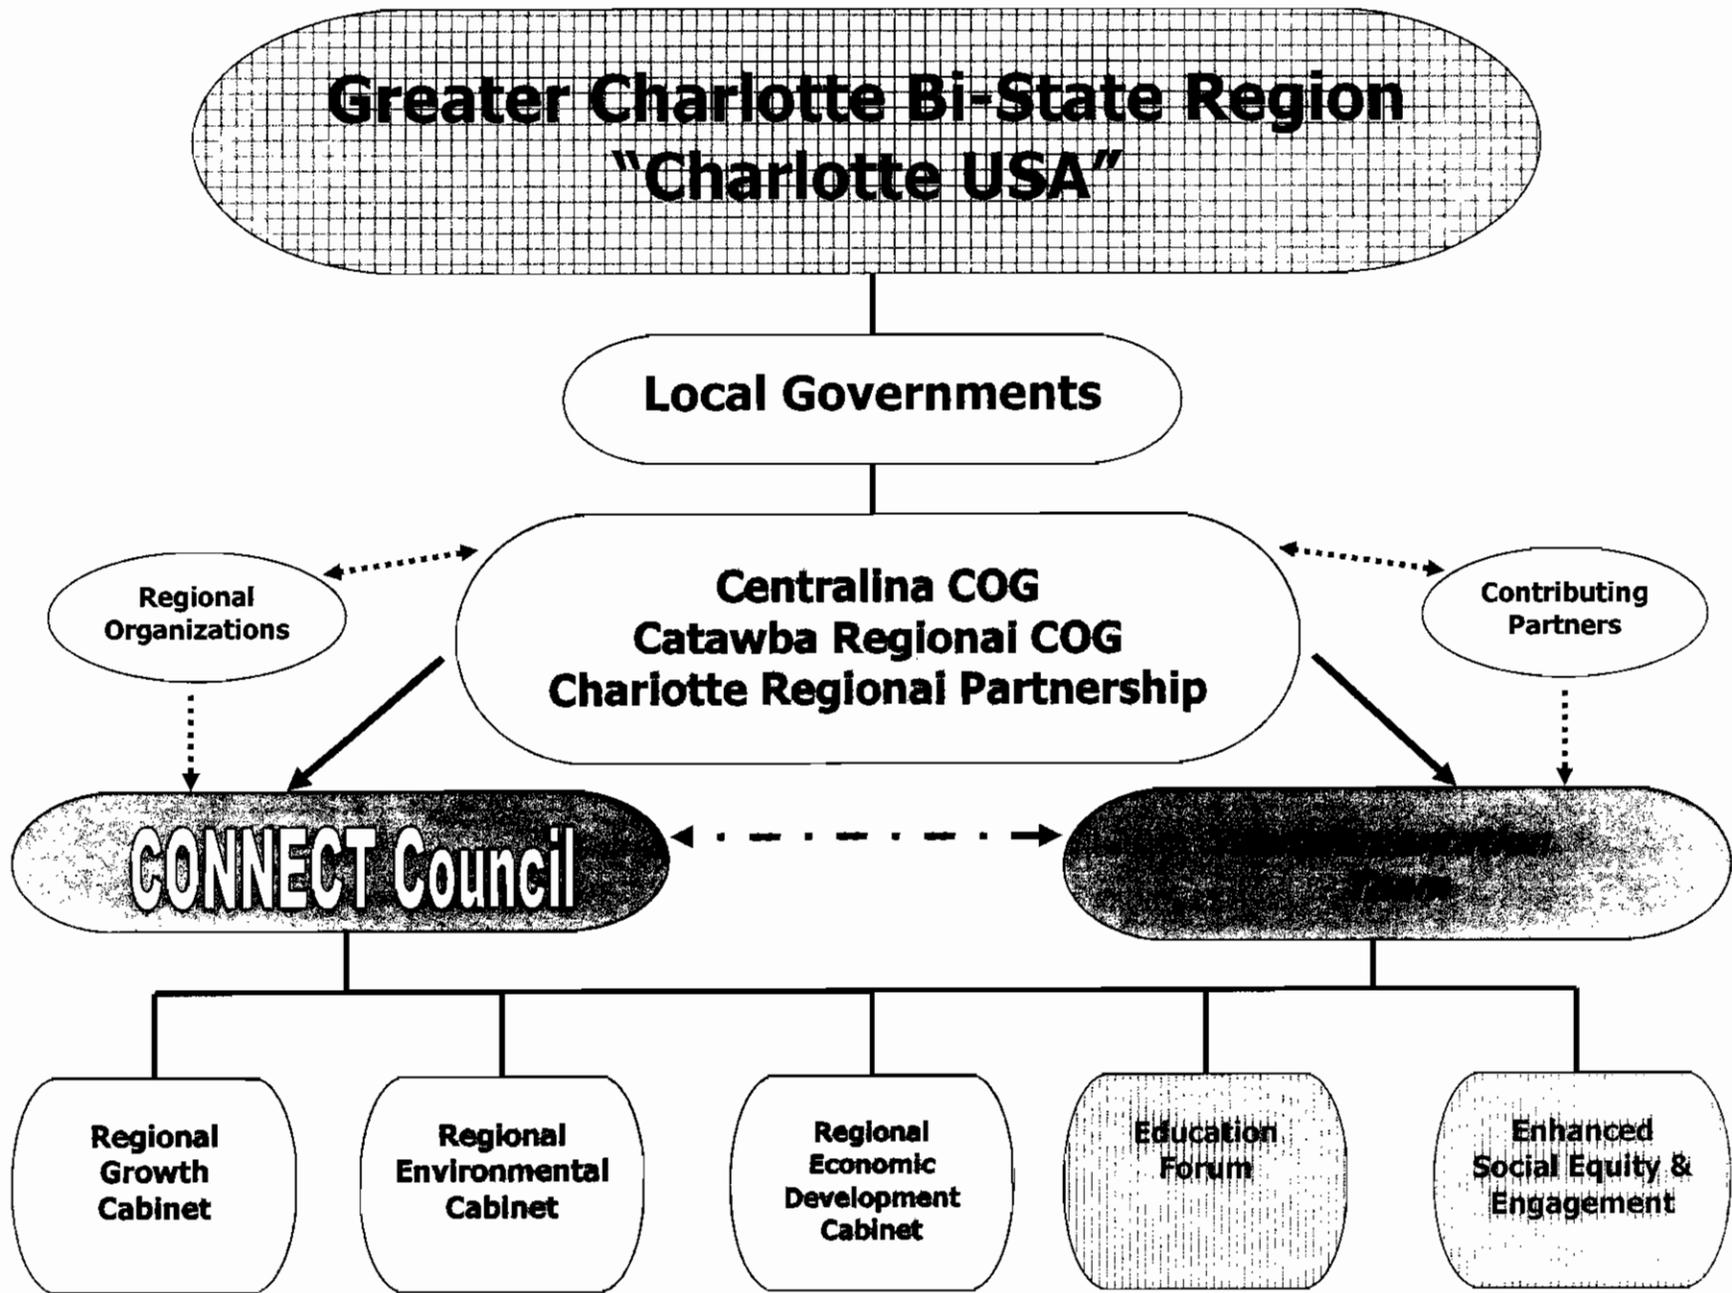 Greater Charlotte Bi-State Region
“Charlotte USA”
Local Governments
Centralina COG
Catawba Regional COG
Charlotte Regional Partnership
Regional
Organizations
Contributing
Partners
CONNECT Council
Team
Regional
Growth
Cabinet
Regional
Environmental
Cabinet
Regional
Economic
Development
Cabinet
Education
Forum
Enhanced
Social Equity &
Engagement